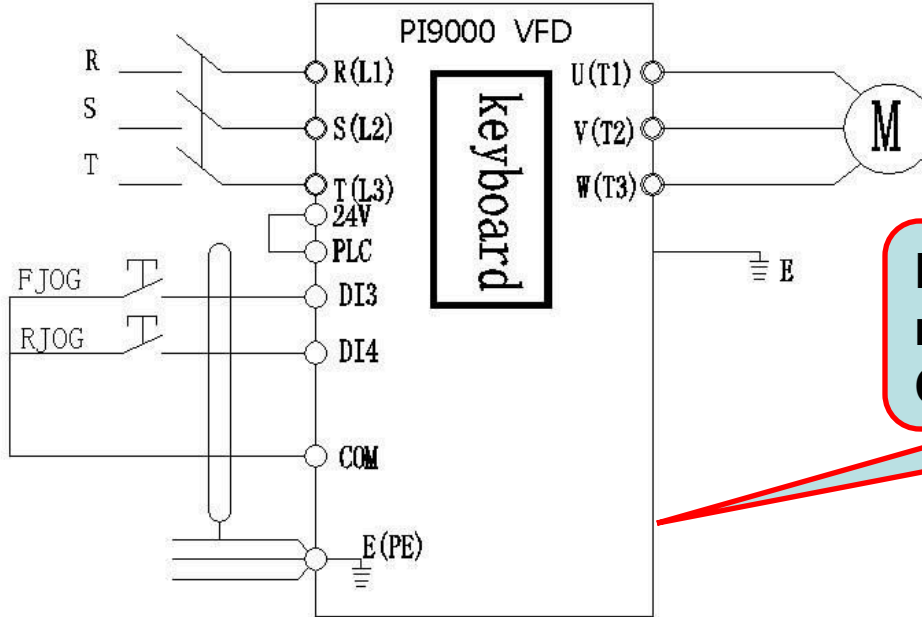 PI9000 VFD
R
S
T
R(L1)
S(L2)
T(L3)
24V
PLC
FJOG
DI3
RJOG
DI4
COM
E(PE)
keyboard
U(T1)
V(T2)
W(T3)
M
E